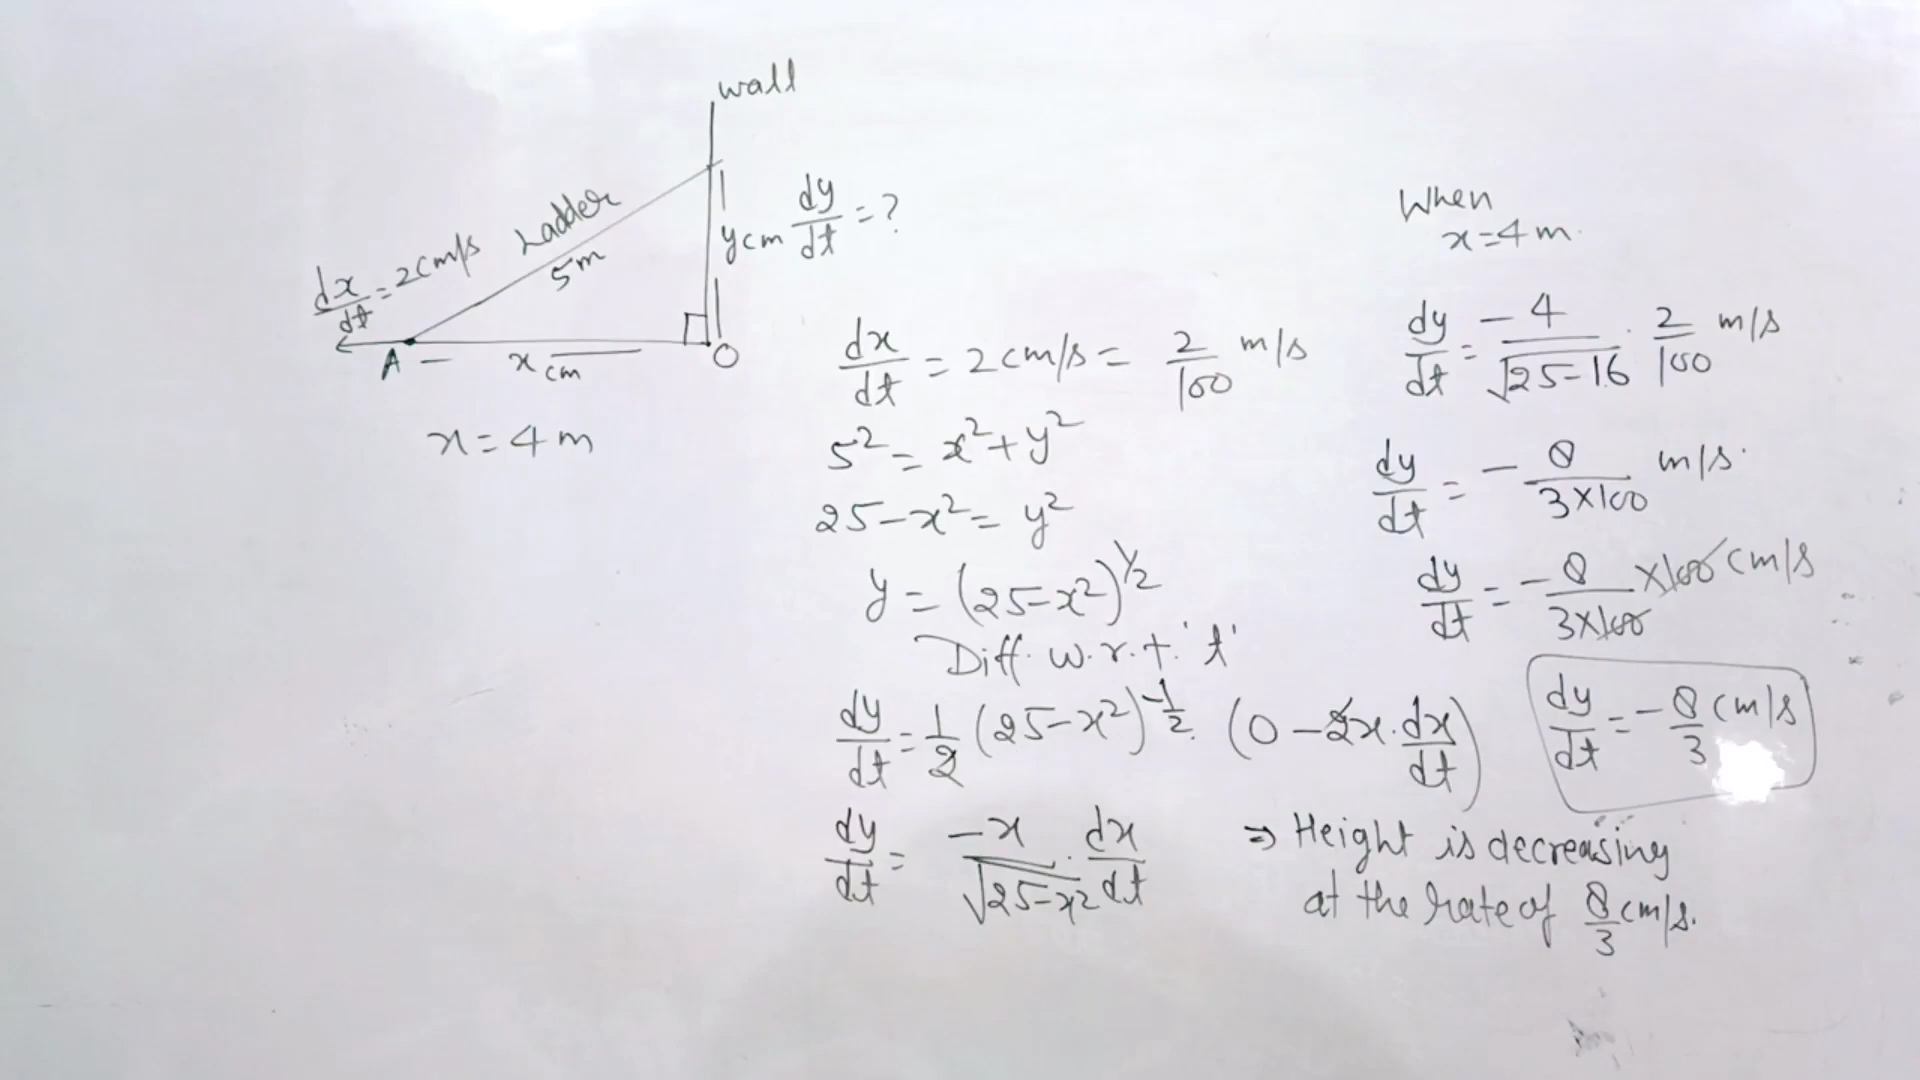 wall
Ladder
5m
dx/dt = 2cm/s
y cm dy/dt = ?
A x cm O
x = 4 m
dx/dt = 2 cm/s = 2/100 m/s
5² = x² + y²
25 - x² = y²
y = (25 - x²)^1/2
Diff. w.r.t. 't'
dy/dt = 1/2 (25 - x²)^-1/2 . (0 - 2x . dx/dt)
dy/dt = -x/√25-x² . dx/dt
When
x = 4 m.
dy/dt = -4/√25-16 . 2/100 m/s
dy/dt = - 8/3×100 m/s.
dy/dt = - 8/3×100 ×100 cm/s
dy/dt = - 8/3 cm/s
⇒ Height is decreasing
at the rate of 8/3 cm/s.